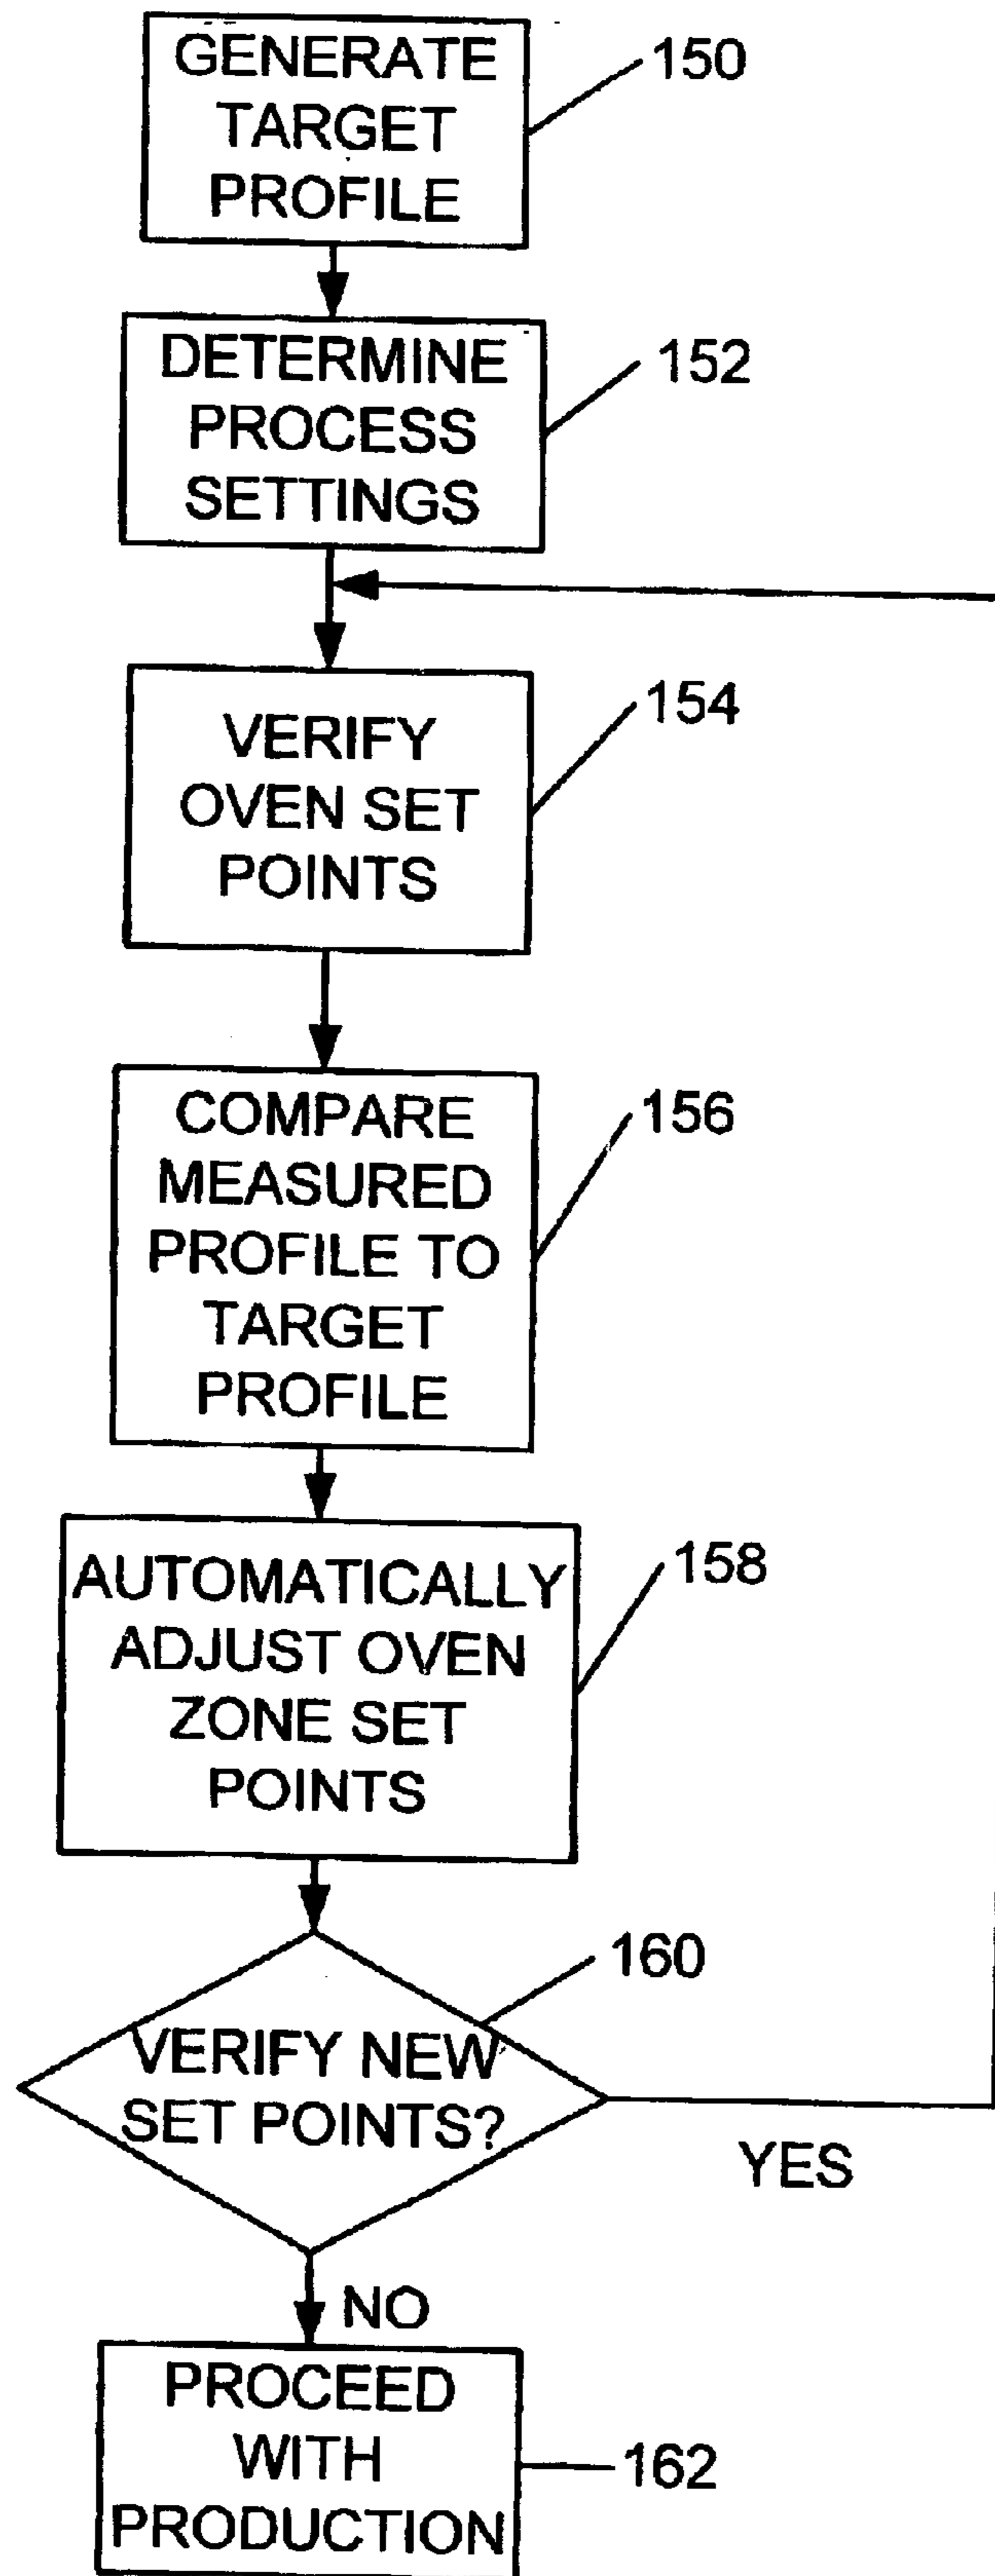 GENERATE
TARGET
PROFILE
150
DETERMINE
PROCESS
SETTINGS
152
VERIFY
OVEN SET
POINTS
154
COMPARE
MEASURED
PROFILE TO
TARGET
PROFILE
156
AUTOMATICALLY
ADJUST OVEN
ZONE SET
POINTS
158
VERIFY NEW
SET POINTS?
160
YES
NO
PROCEED
WITH
PRODUCTION
162